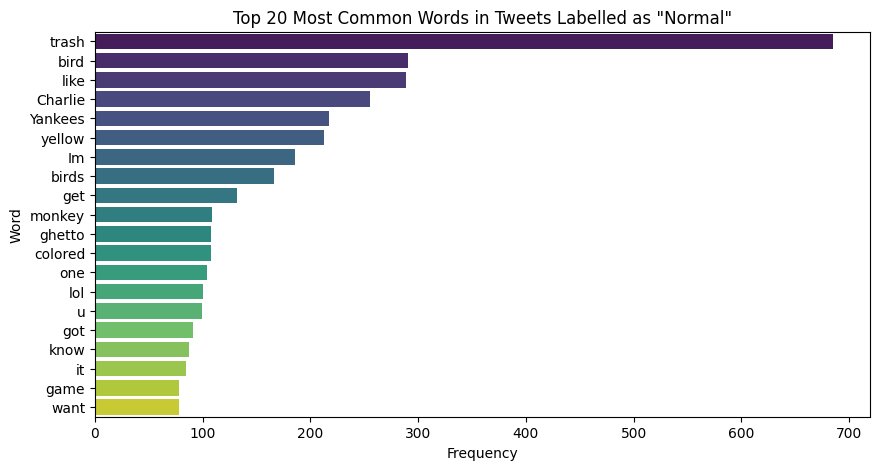 Top 20 Most Common Words in Tweets Labelled as "Normal"
trash
bird
like
Charlie
Yankees
yellow
Im
birds
get
monkey
ghetto
colored
one
lol
u
got
know
it
game
want
Word
0 100 200 300 400 500 600 700
Frequency